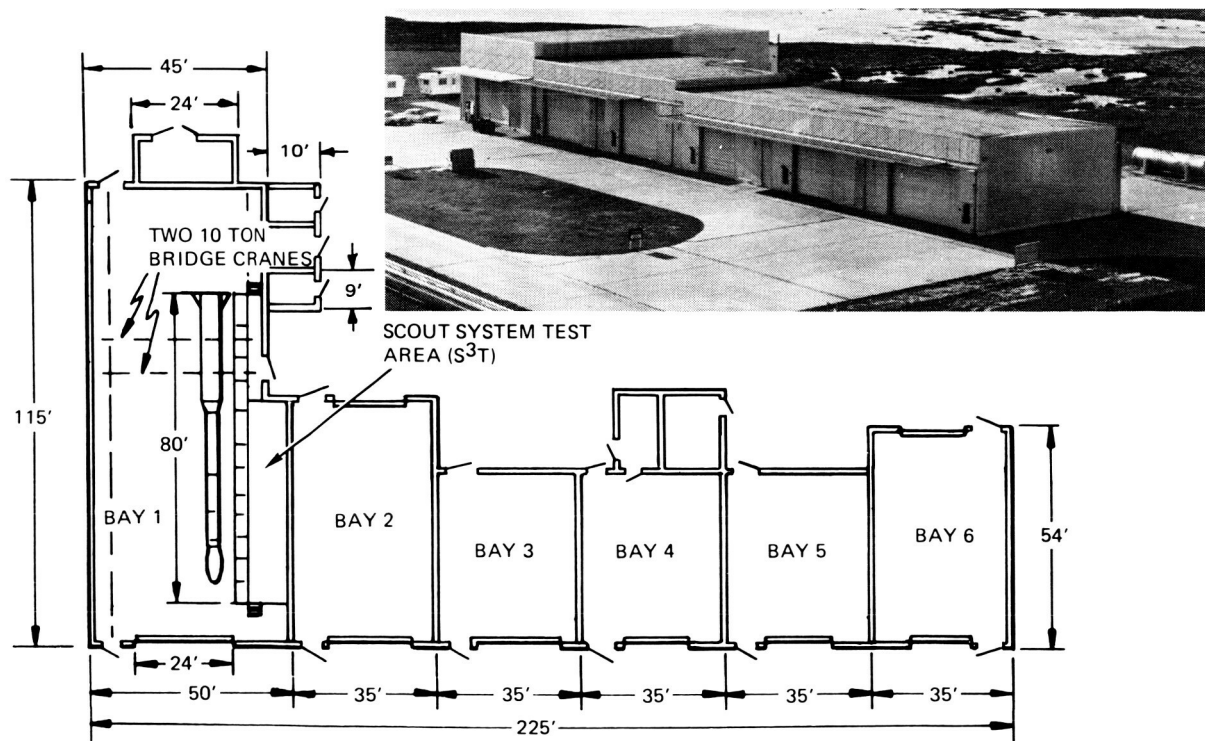 45'
24'
10'
TWO 10 TON
BRIDGE CRANES
9'
SCOUT SYSTEM TEST
AREA (S³T)
115'
80'
BAY 1
BAY 2
BAY 3
BAY 4
BAY 5
BAY 6
54'
24'
50'
35'
35'
35'
35'
35'
225'